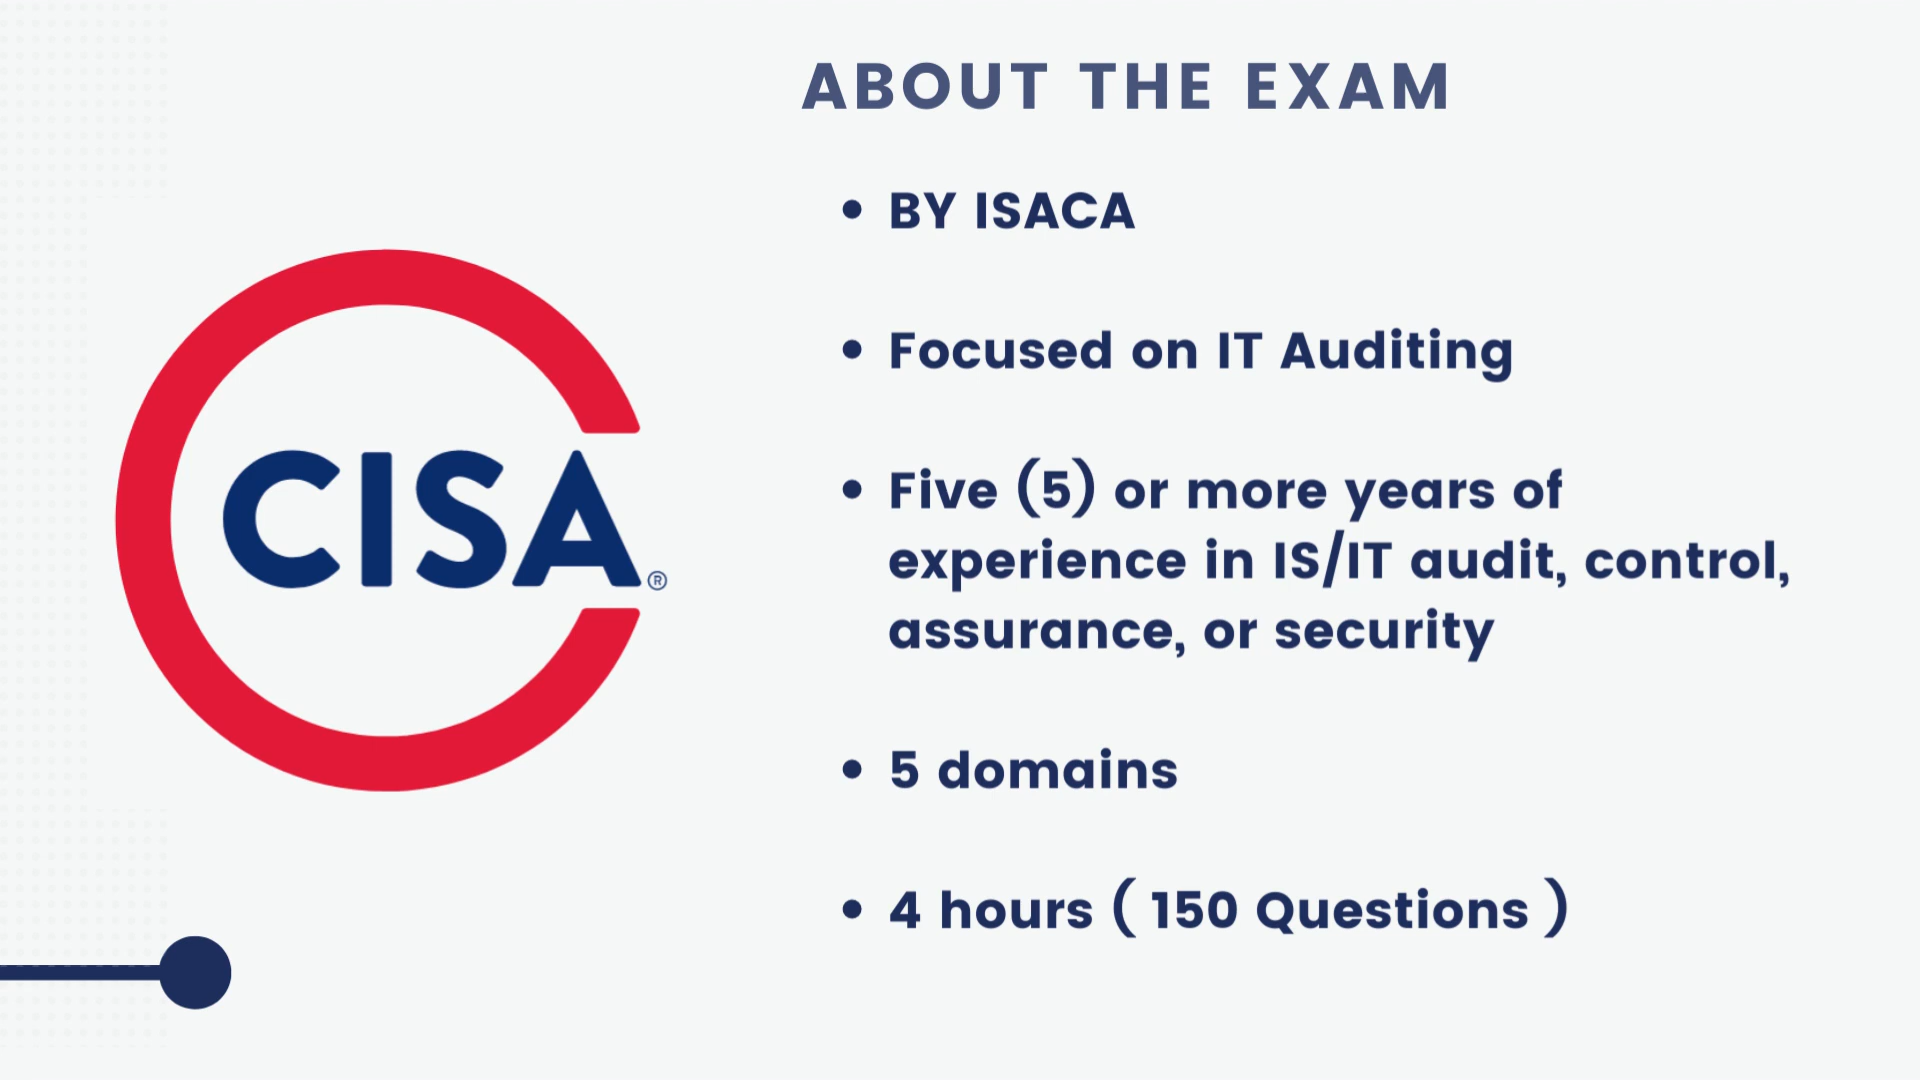 ABOUT THE EXAM
• BY ISACA
• Focused on IT Auditing
• Five (5) or more years of
experience in IS/IT audit, control,
assurance, or security
• 5 domains
• 4 hours ( 150 Questions )
CISA®